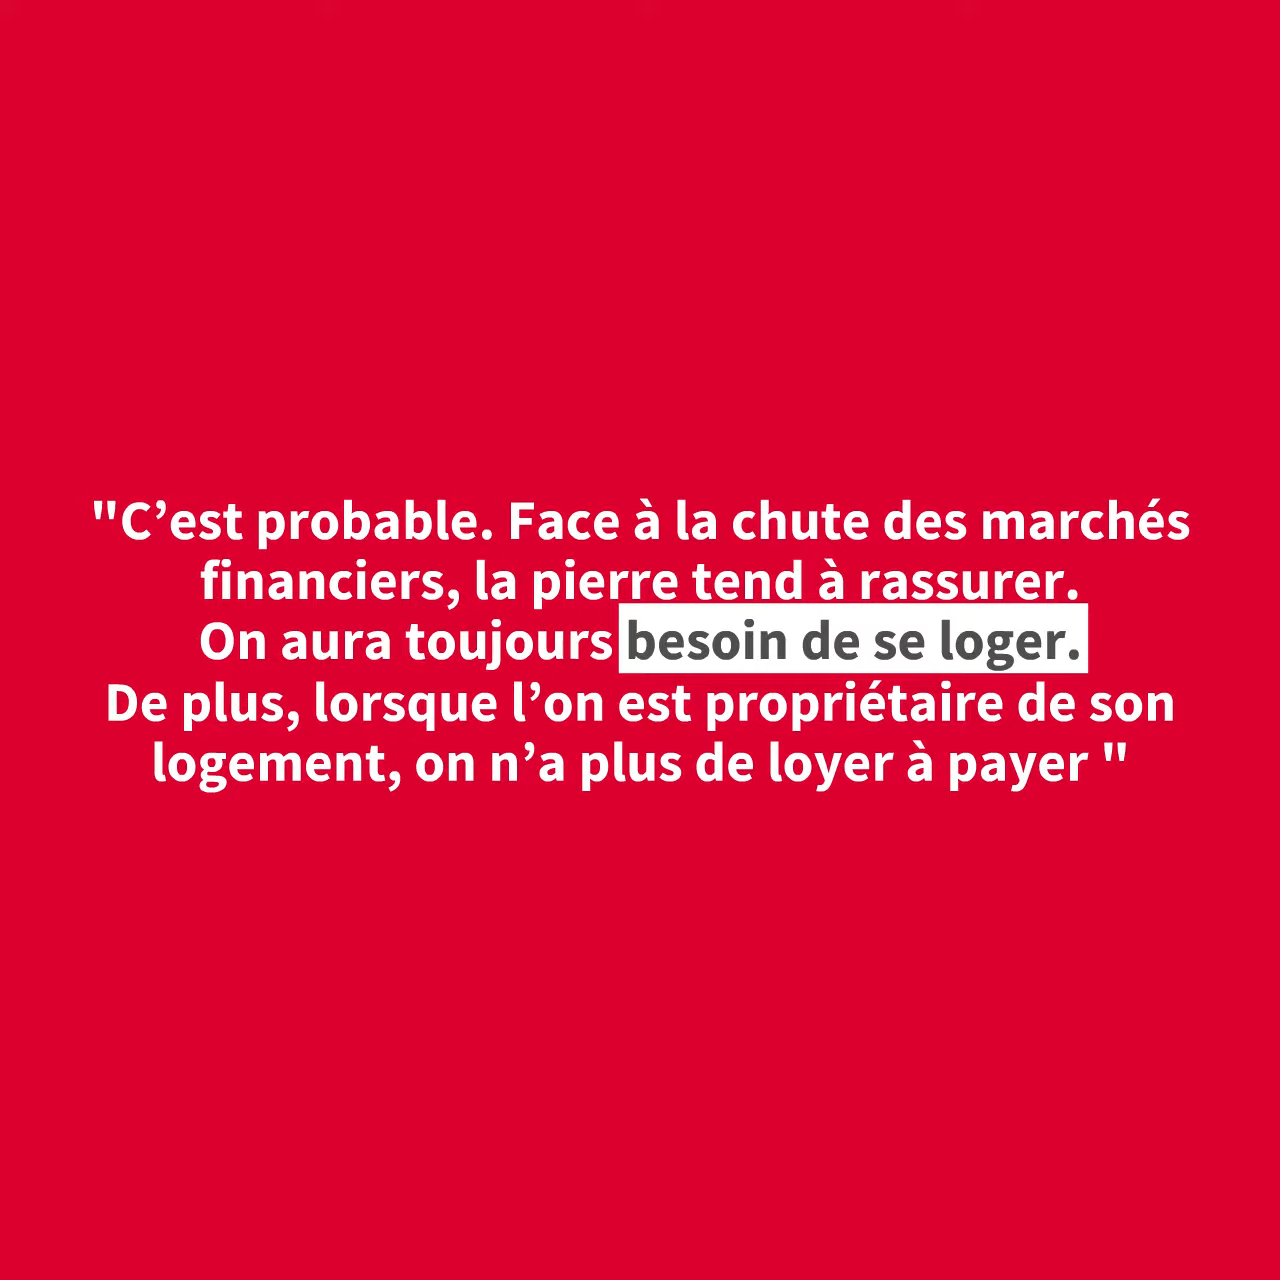 "C’est probable. Face à la chute des marchés
financiers, la pierre tend à rassurer.
On aura toujours besoin de se loger.
De plus, lorsque l’on est propriétaire de son
logement, on n’a plus de loyer à payer "